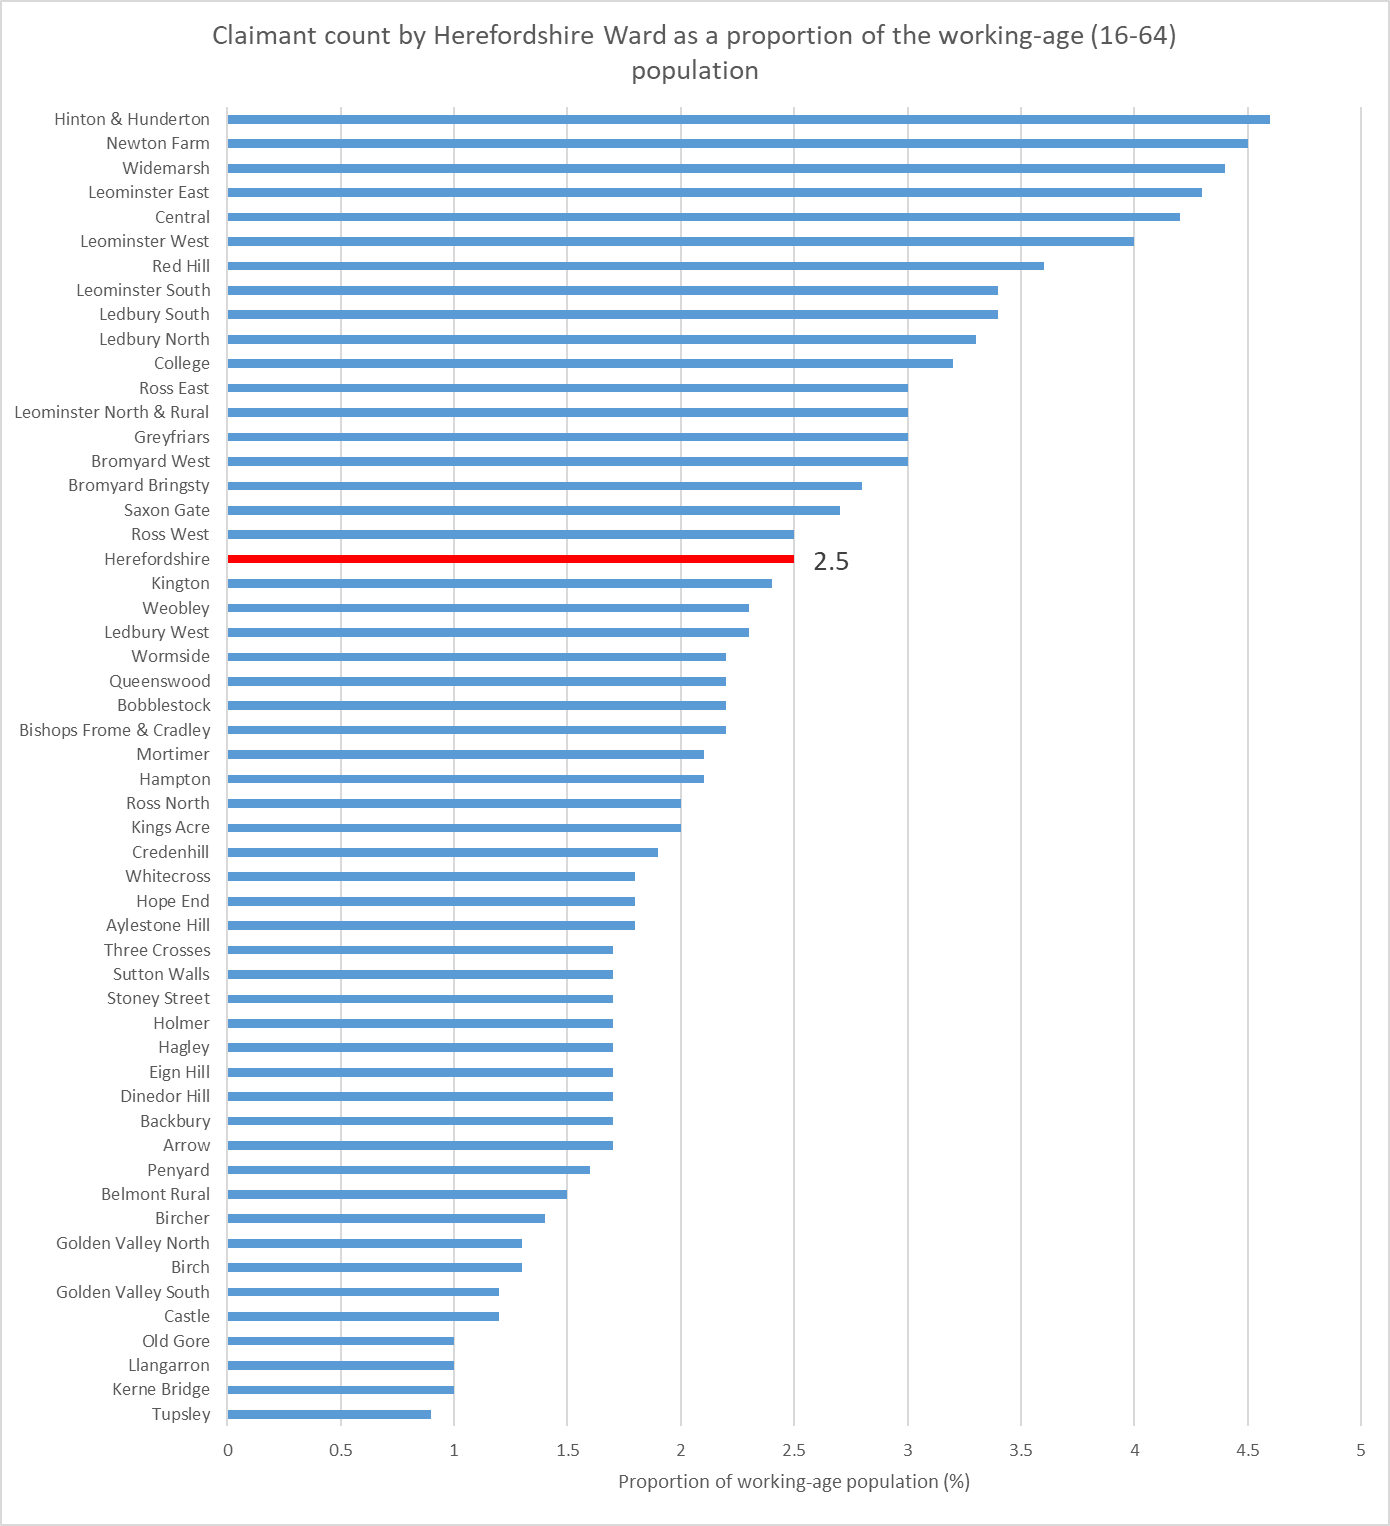 Claimant count by Herefordshire Ward as a proportion of the working-age (16-64)
population
Hinton & Hunderton
Newton Farm
Widemarsh
Leominster East
Central
Leominster West
Red Hill
Leominster South
Ledbury South
Ledbury North
College
Ross East
Leominster North & Rural
Greyfriars
Bromyard West
Bromyard Bringsty
Saxon Gate
Ross West
Herefordshire 2.5
Kington
Weobley
Ledbury West
Wormside
Queenswood
Bobblestock
Bishops Frome & Cradley
Mortimer
Hampton
Ross North
Kings Acre
Credenhill
Whitecross
Hope End
Aylestone Hill
Three Crosses
Sutton Walls
Stoney Street
Holmer
Hagley
Eign Hill
Dinedor Hill
Backbury
Arrow
Penyard
Belmont Rural
Bircher
Golden Valley North
Birch
Golden Valley South
Castle
Old Gore
Llangarron
Kerne Bridge
Tupsley
0 0.5 1 1.5 2 2.5 3 3.5 4 4.5 5
Proportion of working-age population (%)